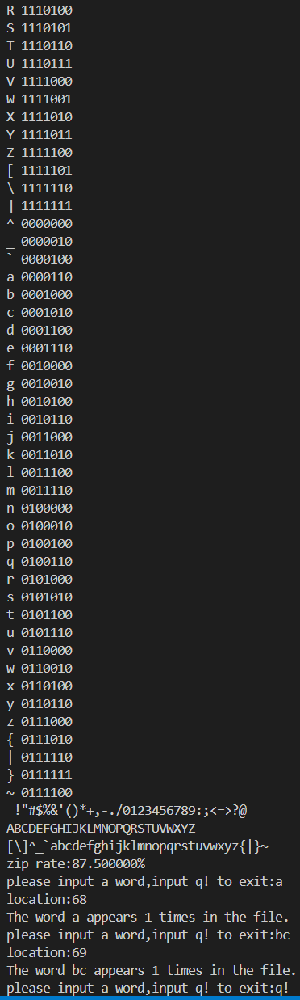 R 1110100
S 1110101
T 1110110
U 1110111
V 1111000
W 1111001
X 1111010
Y 1111011
Z 1111100
[ 1111101
\ 1111110
] 1111111
^ 0000000
_ 0000010
` 0000100
a 0000110
b 0001000
c 0001010
d 0001100
e 0001110
f 0010000
g 0010010
h 0010100
i 0010110
j 0011000
k 0011010
l 0011100
m 0011110
n 0100000
o 0100010
p 0100100
q 0100110
r 0101000
s 0101010
t 0101100
u 0101110
v 0110000
w 0110010
x 0110100
y 0110110
z 0111000
{ 0111010
| 0111110
} 0111111
~ 0111100
 !"#$%&'()*+,-./0123456789:;<=>?@
ABCDEFGHIJKLMNOPQRSTUVWXYZ
[\]^_`abcdefghijklmnopqrstuvwxyz{|}~
zip rate:87.500000%
please input a word,input q! to exit:a
location:68
The word a appears 1 times in the file.
please input a word,input q! to exit:bc
location:69
The word bc appears 1 times in the file.
please input a word,input q! to exit:q!